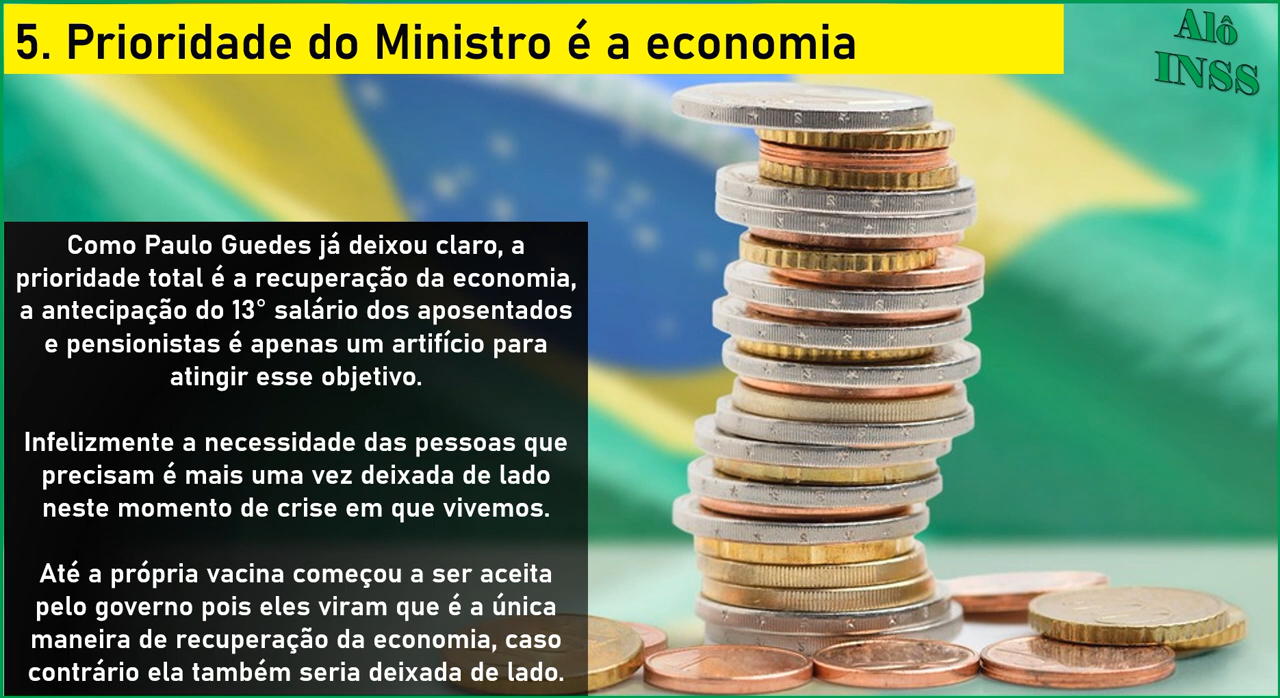 5. Prioridade do Ministro é a economia
Alô
INSS
Como Paulo Guedes já deixou claro, a
prioridade total é a recuperação da economia,
a antecipação do 13° salário dos aposentados
e pensionistas é apenas um artifício para
atingir esse objetivo.
Infelizmente a necessidade das pessoas que
precisam é mais uma vez deixada de lado
neste momento de crise em que vivemos.
Até a própria vacina começou a ser aceita
pelo governo pois eles viram que é a única
maneira de recuperação da economia, caso
contrário ela também seria deixada de lado.